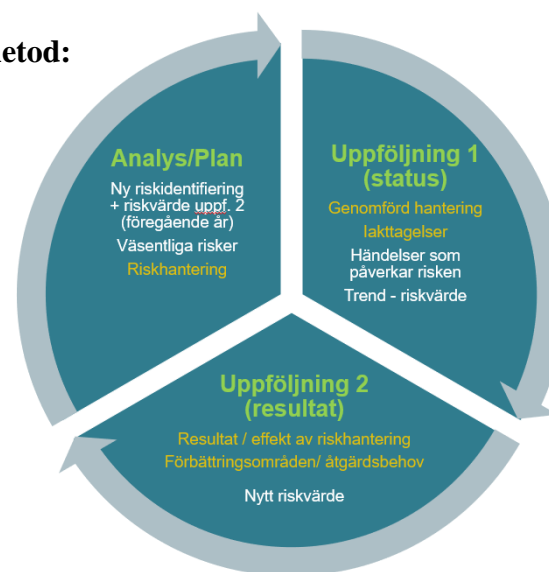 etod:
Analys/Plan
Ny riskidentifiering
+ riskvärde uppf. 2
(föregående år)
Väsentliga risker
Riskhantering
Uppföljning 1
(status)
Genomförd hantering
Iakttagelser
Händelser som
påverkar risken
Trend - riskvärde
Uppföljning 2
(resultat)
Resultat / effekt av riskhantering
Förbättringsområden/ åtgärdsbehov
Nytt riskvärde